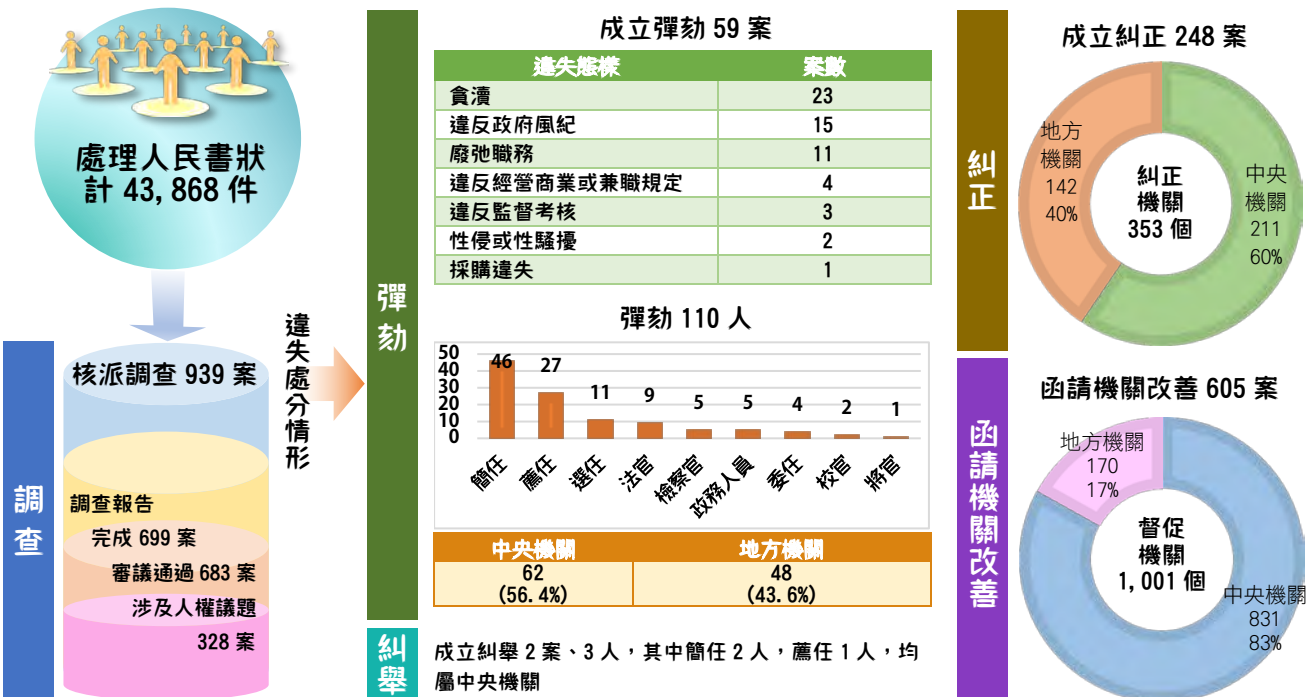 處理人民書狀
計 43,868 件
調查
核派調查 939 案
調查報告
完成 699 案
審議通過 683 案
涉及人權議題
328 案
違失處分情形
彈劾
成立彈劾 59 案
違失態樣 案數
貪瀆 23
違反政府風紀 15
廢弛職務 11
違反經營商業或兼職規定 4
違反監督考核 3
性侵或性騷擾 2
採購違失 1
彈劾 110 人
50
40
30
20
10
0
46 27 11 9 5 5 4 2 1
簡任 薦任 選任 法官 檢察官 政務人員 委任 校官 將官
中央機關 地方機關
62 48
(56.4%) (43.6%)
糾舉
成立糾舉 2 案、3 人，其中簡任 2 人，薦任 1 人，均
屬中央機關
糾正
成立糾正 248 案
地方
機關
142
40%
糾正
機關
353 個
中央
機關
211
60%
函請機關改善
函請機關改善 605 案
地方機關
170
17%
督促
機關
1,001 個
中央機關
831
83%